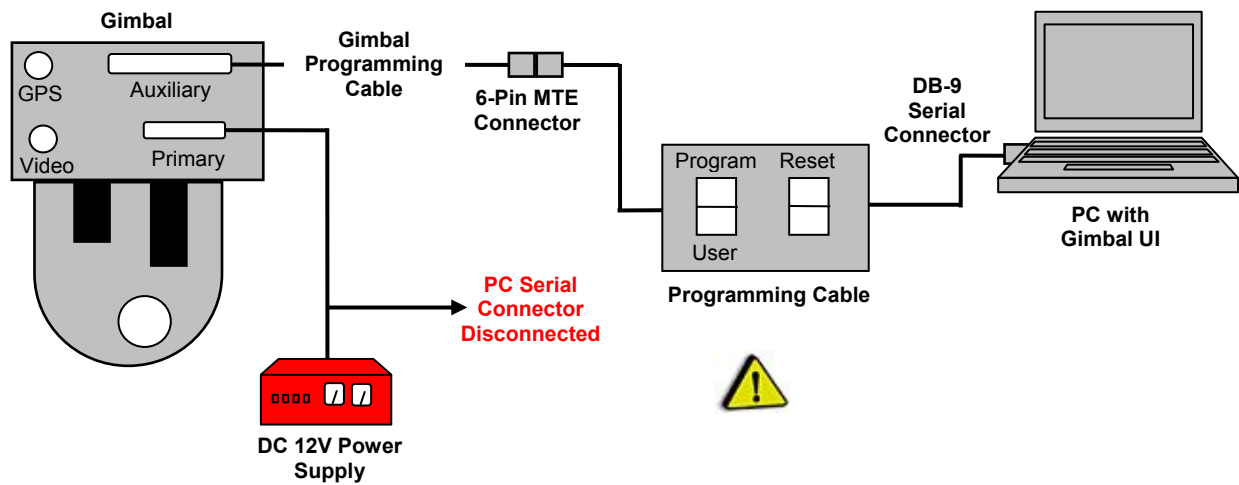 Gimbal
GPS
Auxiliary
Video
Primary
Gimbal
Programming
Cable
6-Pin MTE
Connector
Program
Reset
User
Programming Cable
DB-9
Serial
Connector
PC with
Gimbal UI
PC Serial
Connector
Disconnected
DC 12V Power
Supply
!